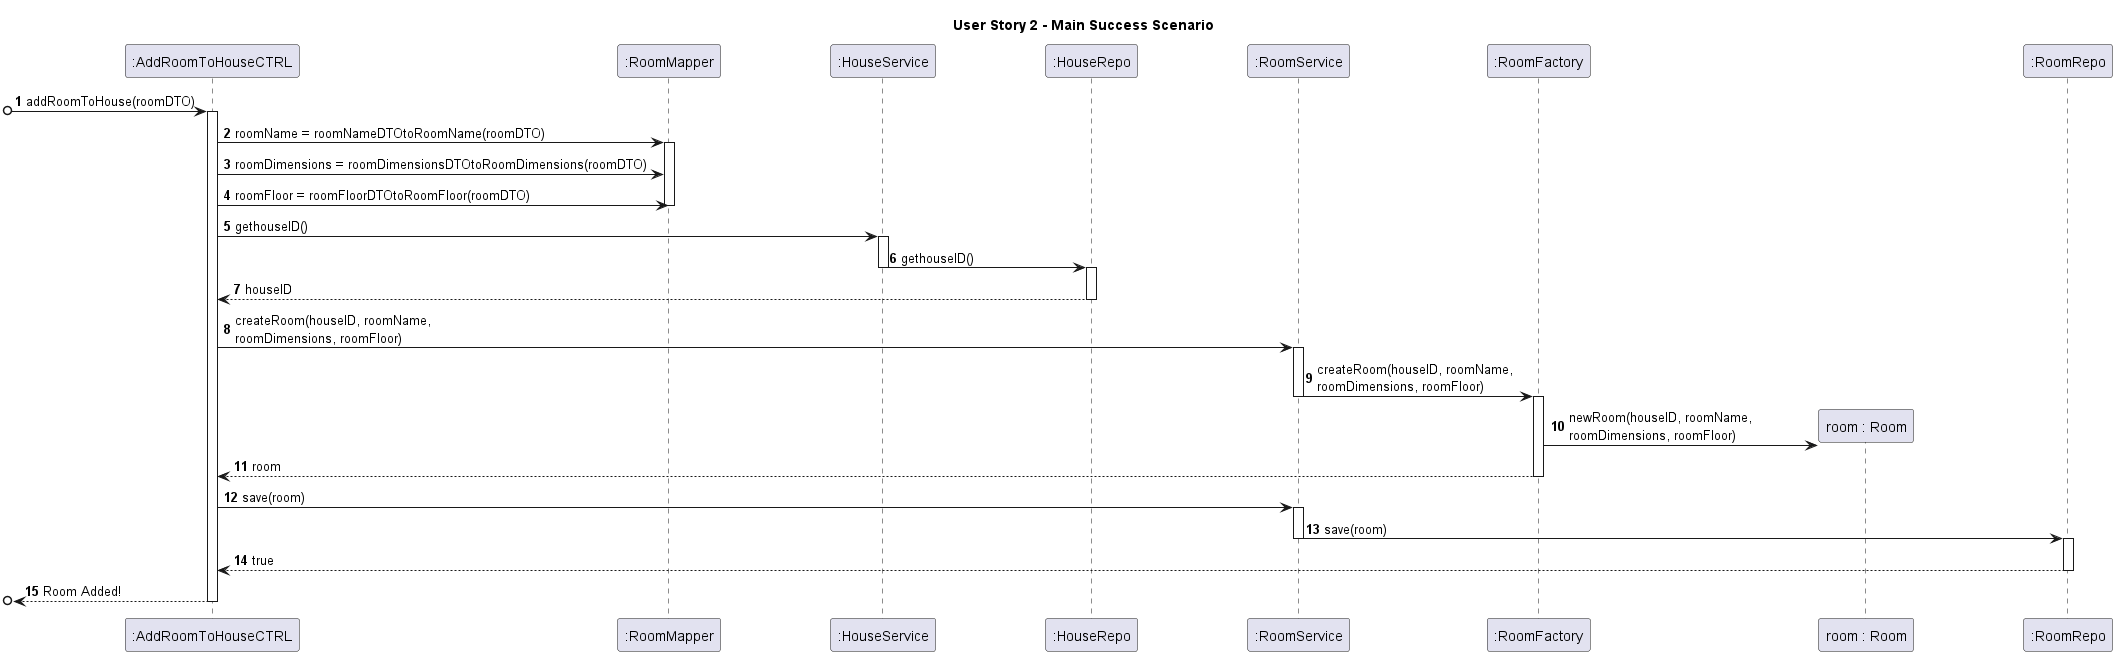 User Story 2 - Main Success Scenario
:AddRoomToHouseCTRL
:RoomMapper
:HouseService
:HouseRepo
:RoomService
:RoomFactory
:RoomRepo
1 addRoomToHouse(roomDTO)
2 roomName = roomNameDTOtoRoomName(roomDTO)
3 roomDimensions = roomDimensionsDTOtoRoomDimensions(roomDTO)
4 roomFloor = roomFloorDTOtoRoomFloor(roomDTO)
5 gethouseID()
6 gethouseID()
7 houseID
8 createRoom(houseID, roomName,
roomDimensions, roomFloor)
9 createRoom(houseID, roomName,
roomDimensions, roomFloor)
10 newRoom(houseID, roomName,
roomDimensions, roomFloor)
room : Room
11 room
12 save(room)
13 save(room)
14 true
15 Room Added!
:AddRoomToHouseCTRL
:RoomMapper
:HouseService
:HouseRepo
:RoomService
:RoomFactory
room : Room
:RoomRepo